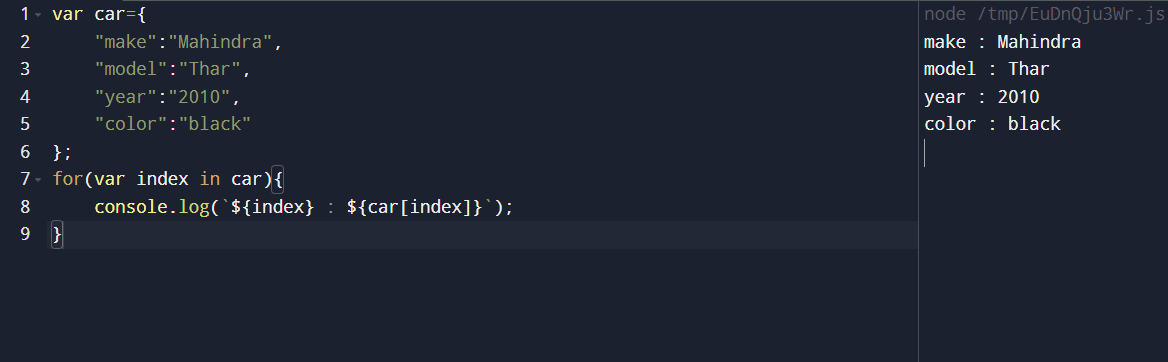 1 var car={
2     "make":"Mahindra",
3     "model":"Thar",
4     "year":"2010",
5     "color":"black"
6 };
7 for(var index in car){
8     console.log(`${index} : ${car[index]}`);
9 }
node /tmp/EuDnQju3Wr.js
make : Mahindra
model : Thar
year : 2010
color : black